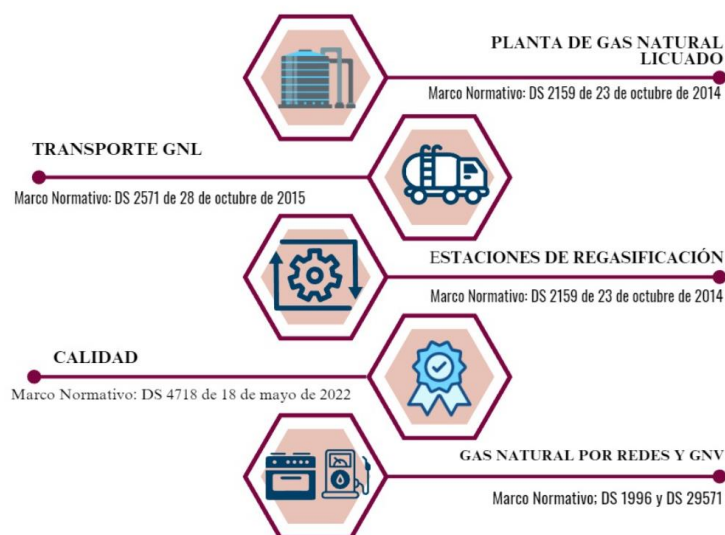 PLANTA DE GAS NATURAL
LICUADO
Marco Normativo: DS 2159 de 23 de octubre de 2014
TRANSPORTE GNL
Marco Normativo: DS 2571 de 28 de octubre de 2015
ESTACIONES DE REGASIFICACIÓN
Marco Normativo: DS 2159 de 23 de octubre de 2014
CALIDAD
Marco Normativo: DS 4718 de 18 de mayo de 2022
GAS NATURAL POR REDES Y GNV
Marco Normativo; DS 1996 y DS 29571